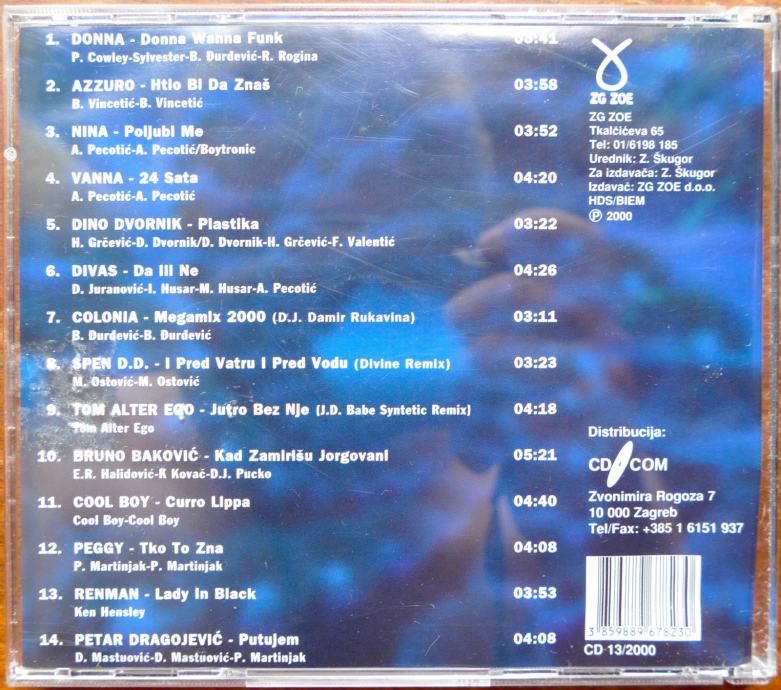 1. DONNA - Donna Wanna Funk 03:41
P. Cowley-Sylvester-B. Đurđević-R. Rogina
2. AZZURO - Htio Bi Da Znaš 03:58
B. Vincetić-B. Vincetić
3. NINA - Poljubi Me 03:52
A. Pecotić-A. Pecotić/Boytronic
4. VANNA - 24 Sata 04:20
A. Pecotić-A. Pecotić
5. DINO DVORNIK - Plastika 03:22
H. Grčević-D. Dvornik/D. Dvornik-H. Grčević-F. Valentić
6. DIVAS - Da Ili Ne 04:26
D. Juranović-I. Husar-M. Husar-A. Pecotić
7. COLONIA - Megamix 2000 (D.J. Damir Rukavina) 03:11
B. Đurđević-B. Đurđević
8. ŠPEN D.D. - I Pred Vatru I Pred Vodu (Divine Remix) 03:23
M. Ostović-M. Ostović
9. TOM ALTER EGO - Jutro Bez Nje (J.D. Babe Syntetic Remix) 04:18
Tom Alter Ego
10. BRUNO BAKOVIĆ - Kad Zamirišu Jorgovani 05:21
E.R. Halidović-K Kovač-D.J. Pucko
11. COOL BOY - Curro Lippa 04:40
Cool Boy-Cool Boy
12. PEGGY - Tko To Zna 04:08
P. Martinjak-P. Martinjak
13. RENMAN - Lady In Black 03:53
Ken Hensley
14. PETAR DRAGOJEVIĆ - Putujem 04:08
D. Mastuović-D. Mastuović-P. Martinjak
ZG ZOE
ZG ZOE
Tkalčićeva 65
Tel: 01/6198 185
Urednik: Z. Škugor
Za izdavača: Z. Škugor
Izdavač: ZG ZOE d.o.o.
HDS/BIEM
℗ 2000
Distribucija:
CD COM
Zvonimira Rogoza 7
10 000 Zagreb
Tel/Fax: +385 1 6151 937
3 859889 678230
CD 13/2000